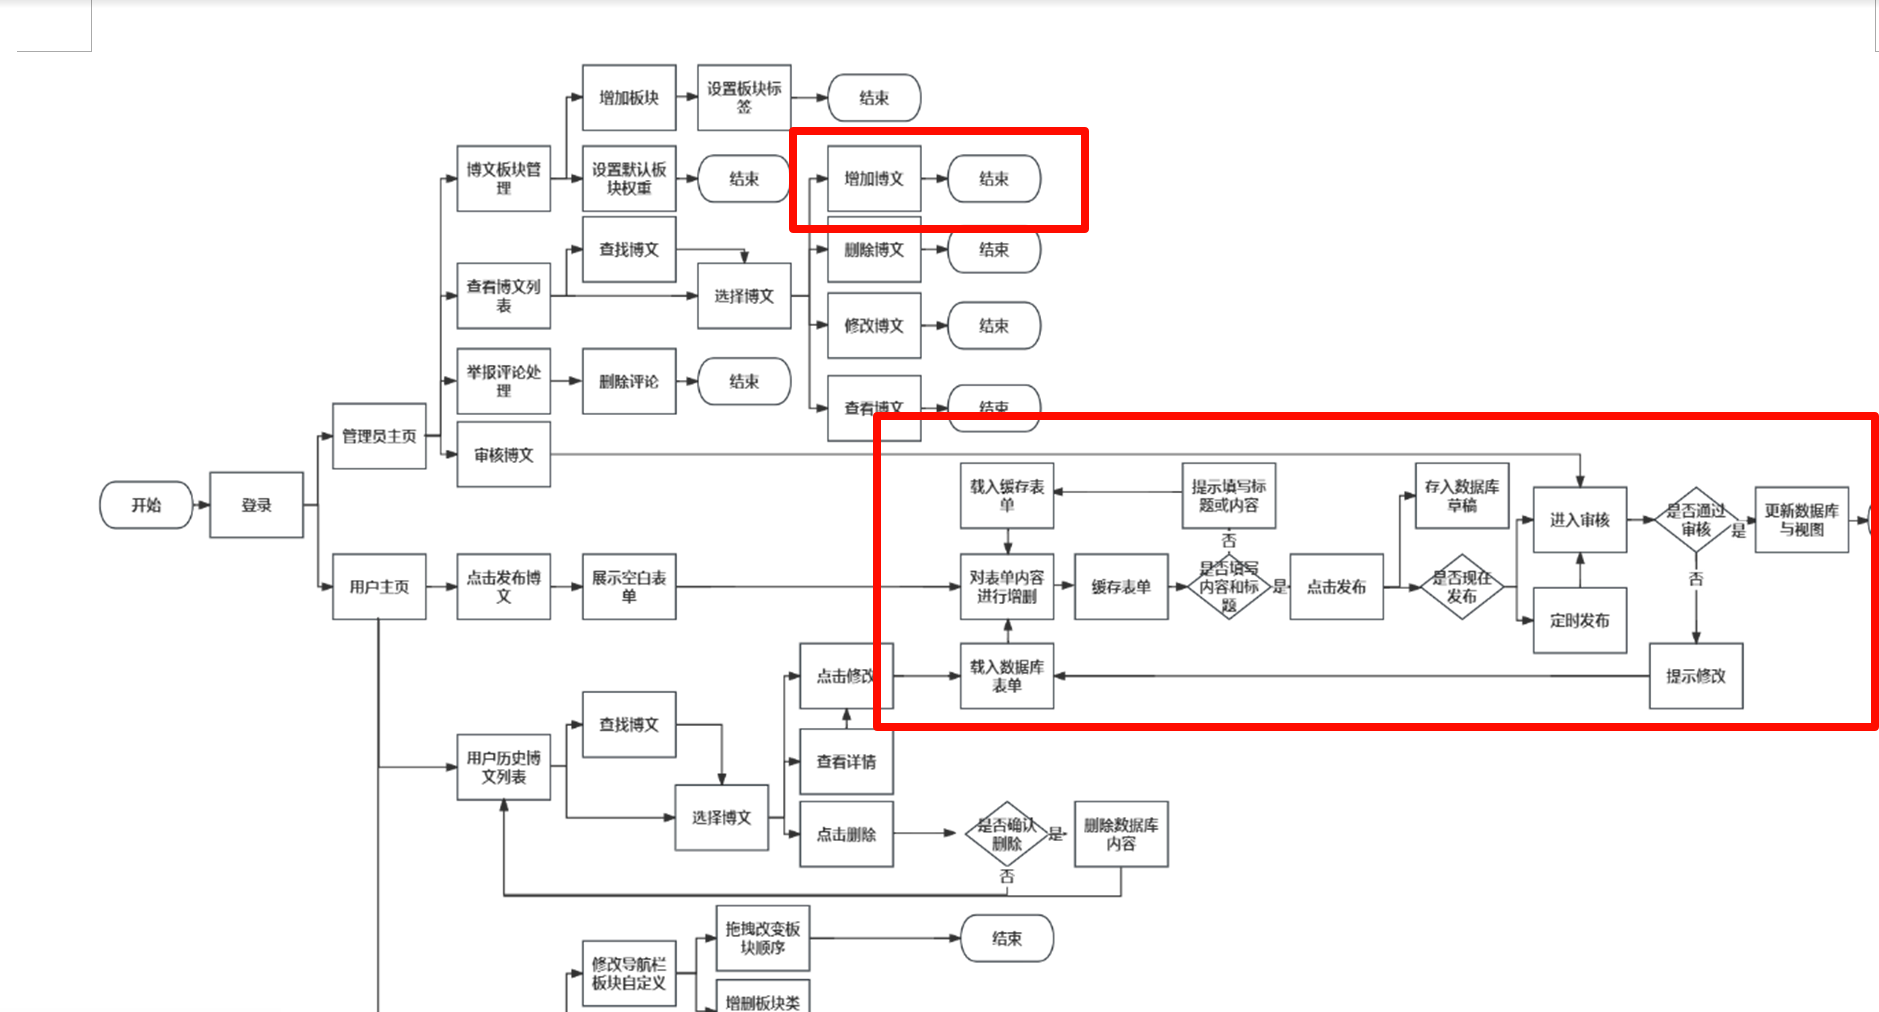 增加板块
设置板块标
签
结束
博文板块管
理
设置默认板
块权重
结束
增加博文
结束
查找博文
删除博文
结束
查看博文列
表
选择博文
修改博文
结束
举报评论处
理
删除评论
结束
查看博文
结束
管理员主页
审核博文
开始
登录
载入缓存表
单
提示填写标
题或内容
存入数据库
草稿
进入审核
是否通过
审核
是
更新数据库
与视图
否
否
用户主页
点击发布博
文
展示空白表
单
对表单内容
进行增删
缓存表单
是否填写
内容和标
题
是
点击发布
是否现在
发布
定时发布
点击修改
载入数据库
表单
提示修改
查找博文
用户历史博
文列表
查看详情
选择博文
点击删除
是否确认
删除
是
删除数据库
内容
否
拖拽改变板
块顺序
结束
修改导航栏
板块自定义
增删板块类